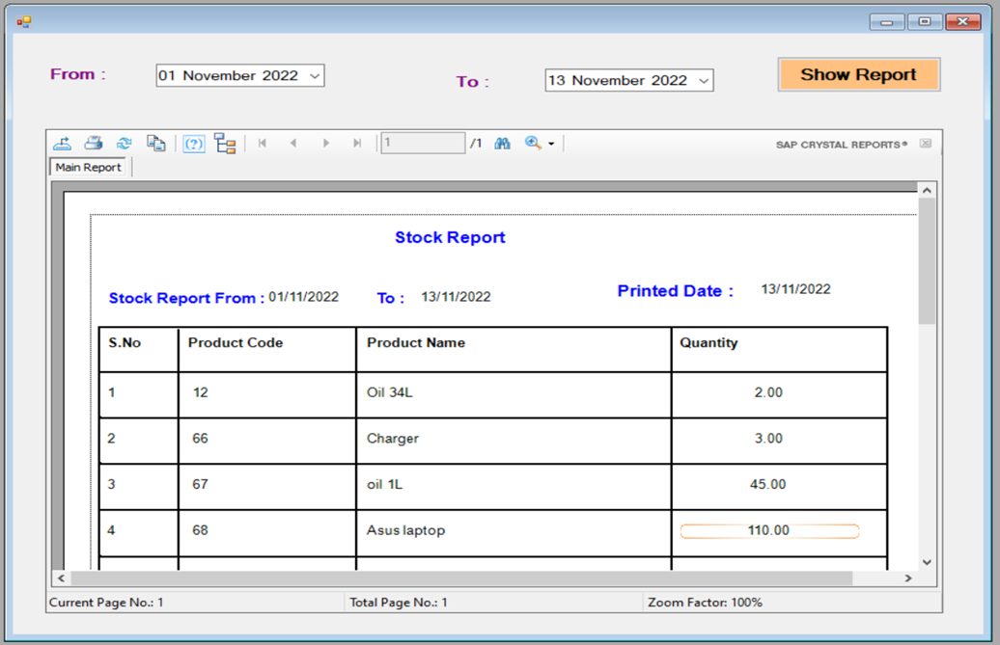 From :
01 November 2022
To :
13 November 2022
Show Report
1
/1
SAP CRYSTAL REPORTS®
Main Report
Stock Report
Stock Report From : 01/11/2022 To : 13/11/2022 Printed Date : 13/11/2022
S.No Product Code Product Name Quantity
1 12 Oil 34L 2.00
2 66 Charger 3.00
3 67 oil 1L 45.00
4 68 Asus laptop 110.00
Current Page No.: 1 Total Page No.: 1 Zoom Factor: 100%